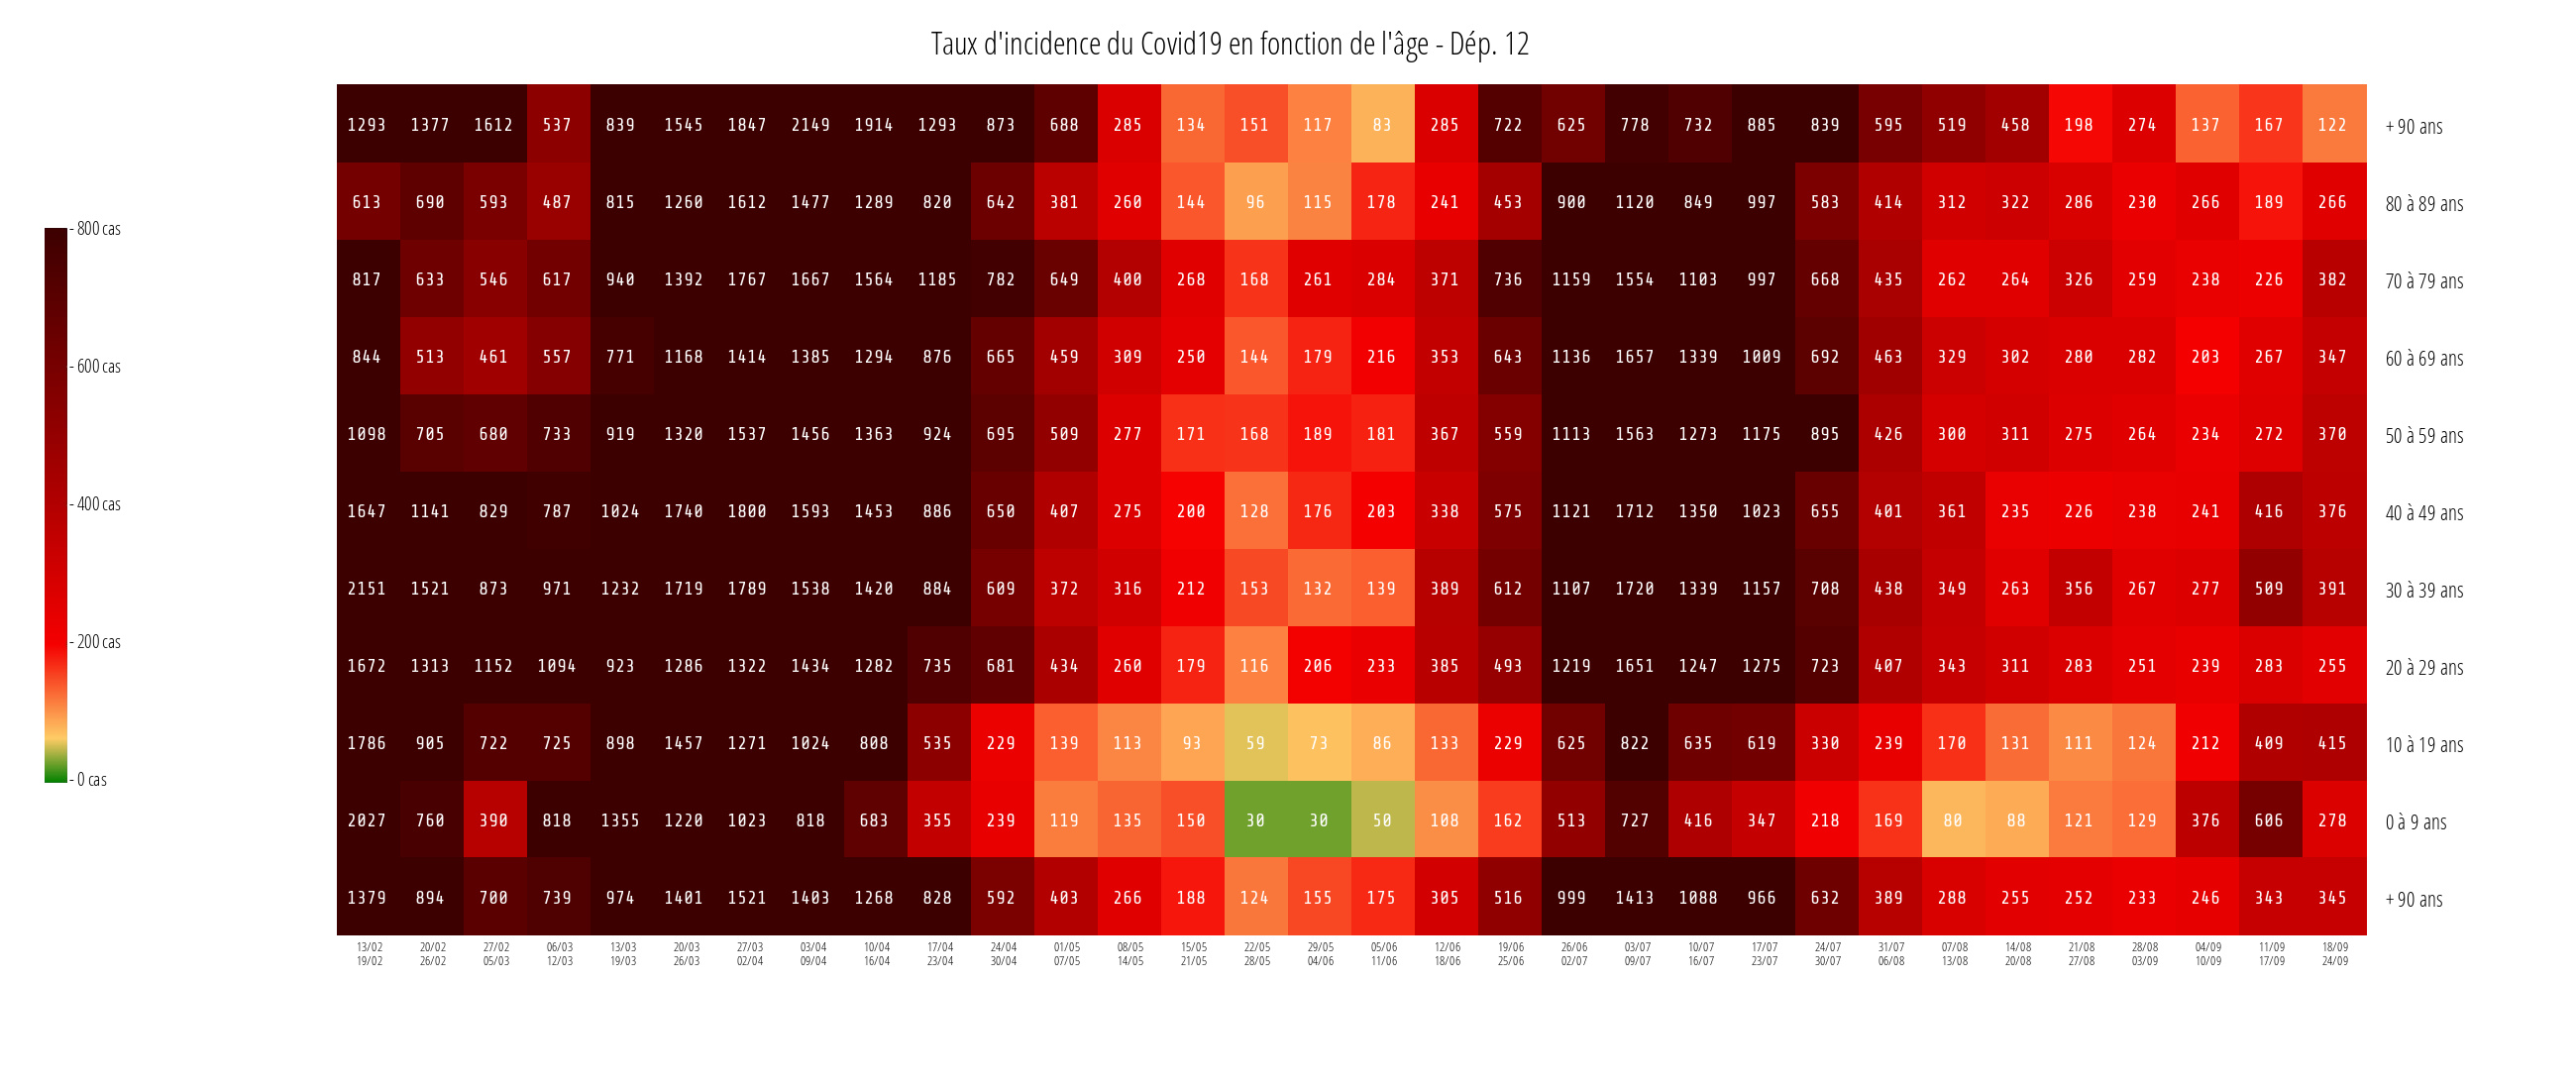 Taux d'incidence du Covid19 en fonction de l'âge - Dép. 12
1293 1377 1612 537 839 1545 1847 2149 1914 1293 873 688 285 134 151 117 83 285 722 625 778 732 885 839 595 519 458 198 274 137 167 122 + 90 ans
613 690 593 487 815 1260 1612 1477 1289 820 642 381 260 144 96 115 178 241 453 900 1120 849 997 583 414 312 322 286 230 266 189 266 80 à 89 ans
- 800 cas
817 633 546 617 940 1392 1767 1667 1564 1185 782 649 400 268 168 261 284 371 736 1159 1554 1103 997 668 435 262 264 326 259 238 226 382 70 à 79 ans
844 513 461 557 771 1168 1414 1385 1294 876 665 459 309 250 144 179 216 353 643 1136 1657 1339 1009 692 463 329 302 280 282 203 267 347 60 à 69 ans
- 600 cas
1098 705 680 733 919 1320 1537 1456 1363 924 695 509 277 171 168 189 181 367 559 1113 1563 1273 1175 895 426 300 311 275 264 234 272 370 50 à 59 ans
- 400 cas
1647 1141 829 787 1024 1740 1800 1593 1453 886 650 407 275 200 128 176 203 338 575 1121 1712 1350 1023 655 401 361 235 226 238 241 416 376 40 à 49 ans
2151 1521 873 971 1232 1719 1789 1538 1420 884 609 372 316 212 153 132 139 389 612 1107 1720 1339 1157 708 438 349 263 356 267 277 509 391 30 à 39 ans
- 200 cas
1672 1313 1152 1094 923 1286 1322 1434 1282 735 681 434 260 179 116 206 233 385 493 1219 1651 1247 1275 723 407 343 311 283 251 239 283 255 20 à 29 ans
1786 905 722 725 898 1457 1271 1024 808 535 229 139 113 93 59 73 86 133 229 625 822 635 619 330 239 170 131 111 124 212 409 415 10 à 19 ans
- 0 cas
2027 760 390 818 1355 1220 1023 818 683 355 239 119 135 150 30 30 50 108 162 513 727 416 347 218 169 80 88 121 129 376 606 278 0 à 9 ans
1379 894 700 739 974 1401 1521 1403 1268 828 592 403 266 188 124 155 175 305 516 999 1413 1088 966 632 389 288 255 252 233 246 343 345 + 90 ans
13/02 20/02 27/02 06/03 13/03 20/03 27/03 03/04 10/04 17/04 24/04 01/05 08/05 15/05 22/05 29/05 05/06 12/06 19/06 26/06 03/07 10/07 17/07 24/07 31/07 07/08 14/08 21/08 28/08 04/09 11/09 18/09
19/02 26/02 05/03 12/03 19/03 26/03 02/04 09/04 16/04 23/04 30/04 07/05 14/05 21/05 28/05 04/06 11/06 18/06 25/06 02/07 09/07 16/07 23/07 30/07 06/08 13/08 20/08 27/08 03/09 10/09 17/09 24/09